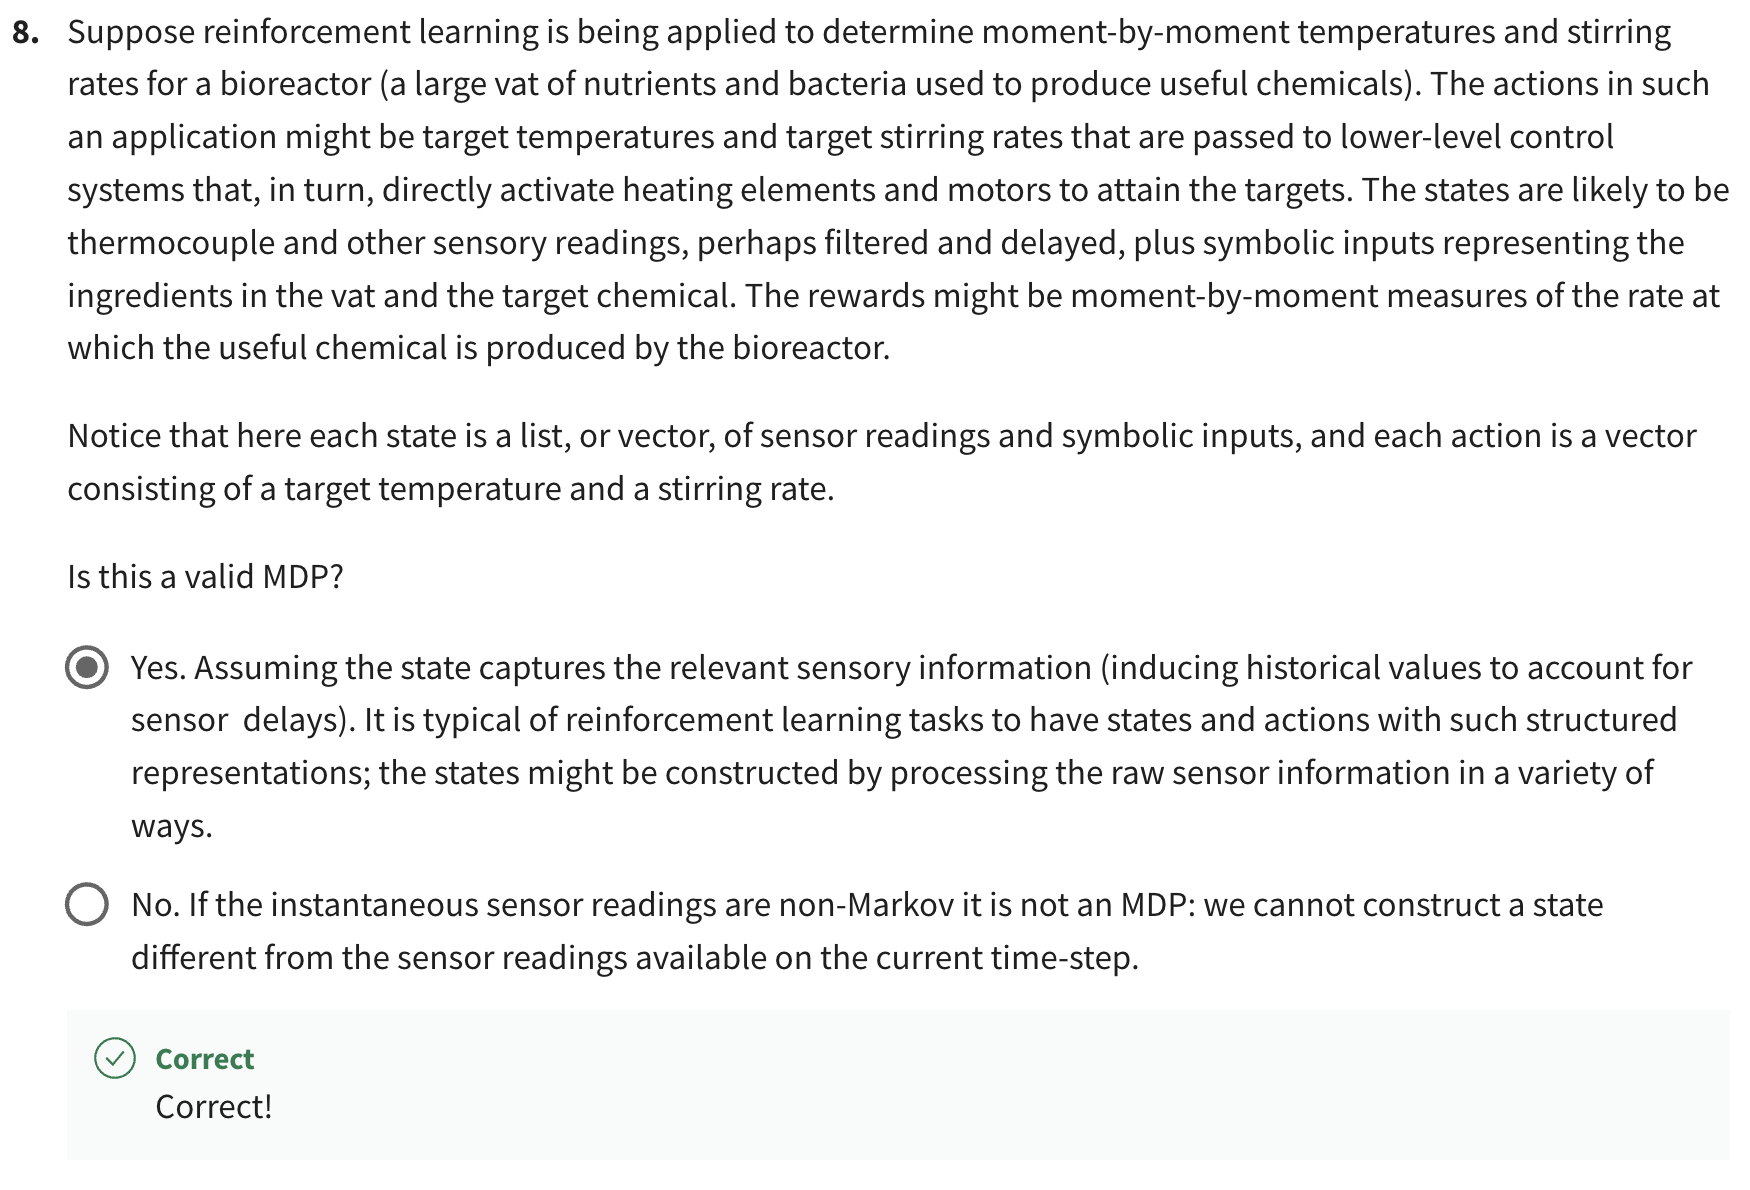 8. Suppose reinforcement learning is being applied to determine moment-by-moment temperatures and stirring
rates for a bioreactor (a large vat of nutrients and bacteria used to produce useful chemicals). The actions in such
an application might be target temperatures and target stirring rates that are passed to lower-level control
systems that, in turn, directly activate heating elements and motors to attain the targets. The states are likely to be
thermocouple and other sensory readings, perhaps filtered and delayed, plus symbolic inputs representing the
ingredients in the vat and the target chemical. The rewards might be moment-by-moment measures of the rate at
which the useful chemical is produced by the bioreactor.
Notice that here each state is a list, or vector, of sensor readings and symbolic inputs, and each action is a vector
consisting of a target temperature and a stirring rate.
Is this a valid MDP?
Yes. Assuming the state captures the relevant sensory information (inducing historical values to account for
sensor  delays). It is typical of reinforcement learning tasks to have states and actions with such structured
representations; the states might be constructed by processing the raw sensor information in a variety of
ways.
No. If the instantaneous sensor readings are non-Markov it is not an MDP: we cannot construct a state
different from the sensor readings available on the current time-step.
Correct
Correct!